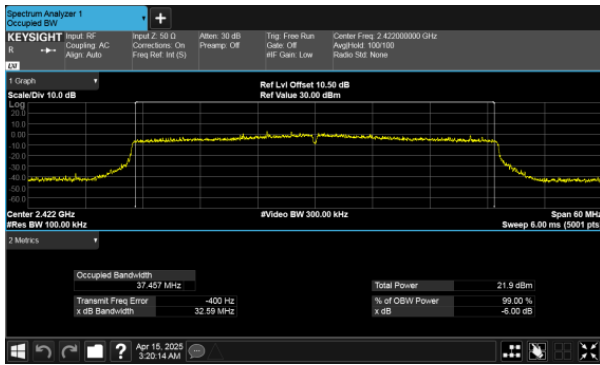 Spectrum Analyzer 1
Occupied BW
+
KEYSIGHT Input: RF Input Z: 50 Ω Atten: 30 dB Trig: Free Run Center Freq: 2.422000000 GHz
R Coupling: AC Corrections: On Preamp: Off Gate: Off Avg|Hold: 100/100
Align: Auto Freq Ref: Int (S) #IF Gain: Low Radio Std: None
LXI
1 Graph
Scale/Div 10.0 dB Ref Lvl Offset 10.50 dB
Ref Value 30.00 dBm
Log
20.0
10.0
0.00
-10.0
-20.0
-30.0
-40.0
-50.0
-60.0
Center 2.422 GHz #Video BW 300.00 kHz Span 60 MHz
#Res BW 100.00 kHz Sweep 6.00 ms (5001 pts
2 Metrics
Occupied Bandwidth
37.457 MHz Total Power 21.9 dBm
Transmit Freq Error -400 Hz % of OBW Power 99.00 %
x dB Bandwidth 32.59 MHz x dB -6.00 dB
? Apr 15, 2025
3:20:14 AM